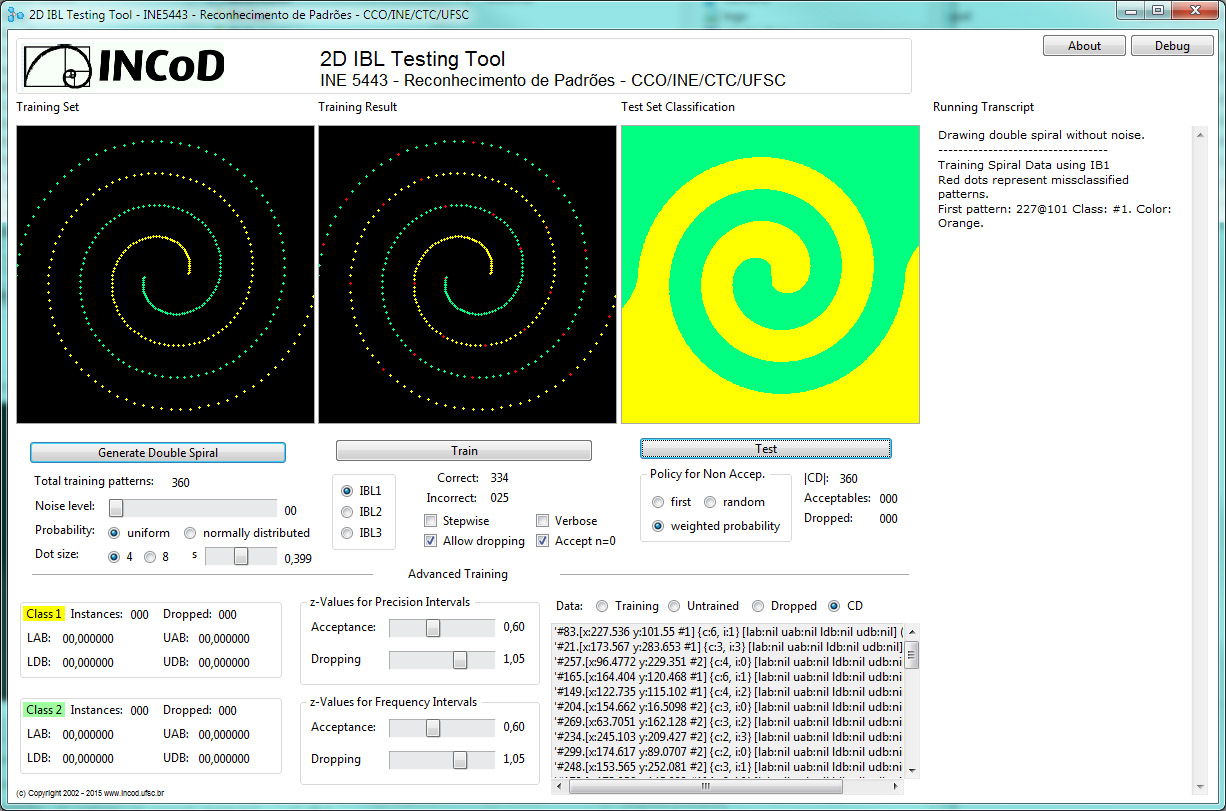 2D IBL Testing Tool - INE5443 - Reconhecimento de Padrões - CCO/INE/CTC/UFSC
INCoD
2D IBL Testing Tool
INE 5443 - Reconhecimento de Padrões - CCO/INE/CTC/UFSC
About
Debug
Training Set
Training Result
Test Set Classification
Running Transcript
Drawing double spiral without noise.
----------------------------------
Training Spiral Data using IB1
Red dots represent missclassified
patterns.
First pattern: 227@101 Class: #1. Color:
Orange.
Generate Double Spiral
Total training patterns: 360
Noise level: 00
Probability: uniform normally distributed
Dot size: 4 8 s 0,399
Train
IBL1
IBL2
IBL3
Correct: 334
Incorrect: 025
Stepwise
Verbose
Allow dropping
Accept n=0
Test
Policy for Non Accep.
first
random
weighted probability
|CD|: 360
Acceptables: 000
Dropped: 000
Advanced Training
Class 1 Instances: 000 Dropped: 000
LAB: 00,000000 UAB: 00,000000
LDB: 00,000000 UDB: 00,000000
Class 2 Instances: 000 Dropped: 000
LAB: 00,000000 UAB: 00,000000
LDB: 00,000000 UDB: 00,000000
z-Values for Precision Intervals
Acceptance: 0,60
Dropping 1,05
z-Values for Frequency Intervals
Acceptance: 0,60
Dropping 1,05
Data: Training Untrained Dropped CD
'#83.[x:227.536 y:101.55 #1] {c:6, i:1} [lab:nil uab:nil ldb:nil udb:nil] (
'#21.[x:173.567 y:283.653 #1] {c:3, i:3} [lab:nil uab:nil ldb:nil udb:nil
'#257.[x:96.4772 y:229.351 #2] {c:4, i:0} [lab:nil uab:nil ldb:nil udb:ni
'#165.[x:164.404 y:120.468 #1] {c:6, i:1} [lab:nil uab:nil ldb:nil udb:ni
'#149.[x:122.735 y:115.102 #1] {c:4, i:2} [lab:nil uab:nil ldb:nil udb:ni
'#204.[x:154.662 y:16.5098 #2] {c:3, i:0} [lab:nil uab:nil ldb:nil udb:ni
'#269.[x:63.7051 y:162.128 #2] {c:3, i:2} [lab:nil uab:nil ldb:nil udb:ni
'#234.[x:245.103 y:209.427 #2] {c:2, i:3} [lab:nil uab:nil ldb:nil udb:ni
'#299.[x:174.617 y:89.0707 #2] {c:2, i:0} [lab:nil uab:nil ldb:nil udb:ni
'#248.[x:153.565 y:252.081 #2] {c:3, i:1} [lab:nil uab:nil ldb:nil udb:ni
(c) Copyright 2002 - 2015 www.incod.ufsc.br